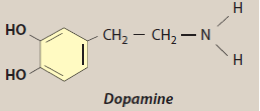 H
HO
CH₂ — CH₂ — N
HO
H
Dopamine